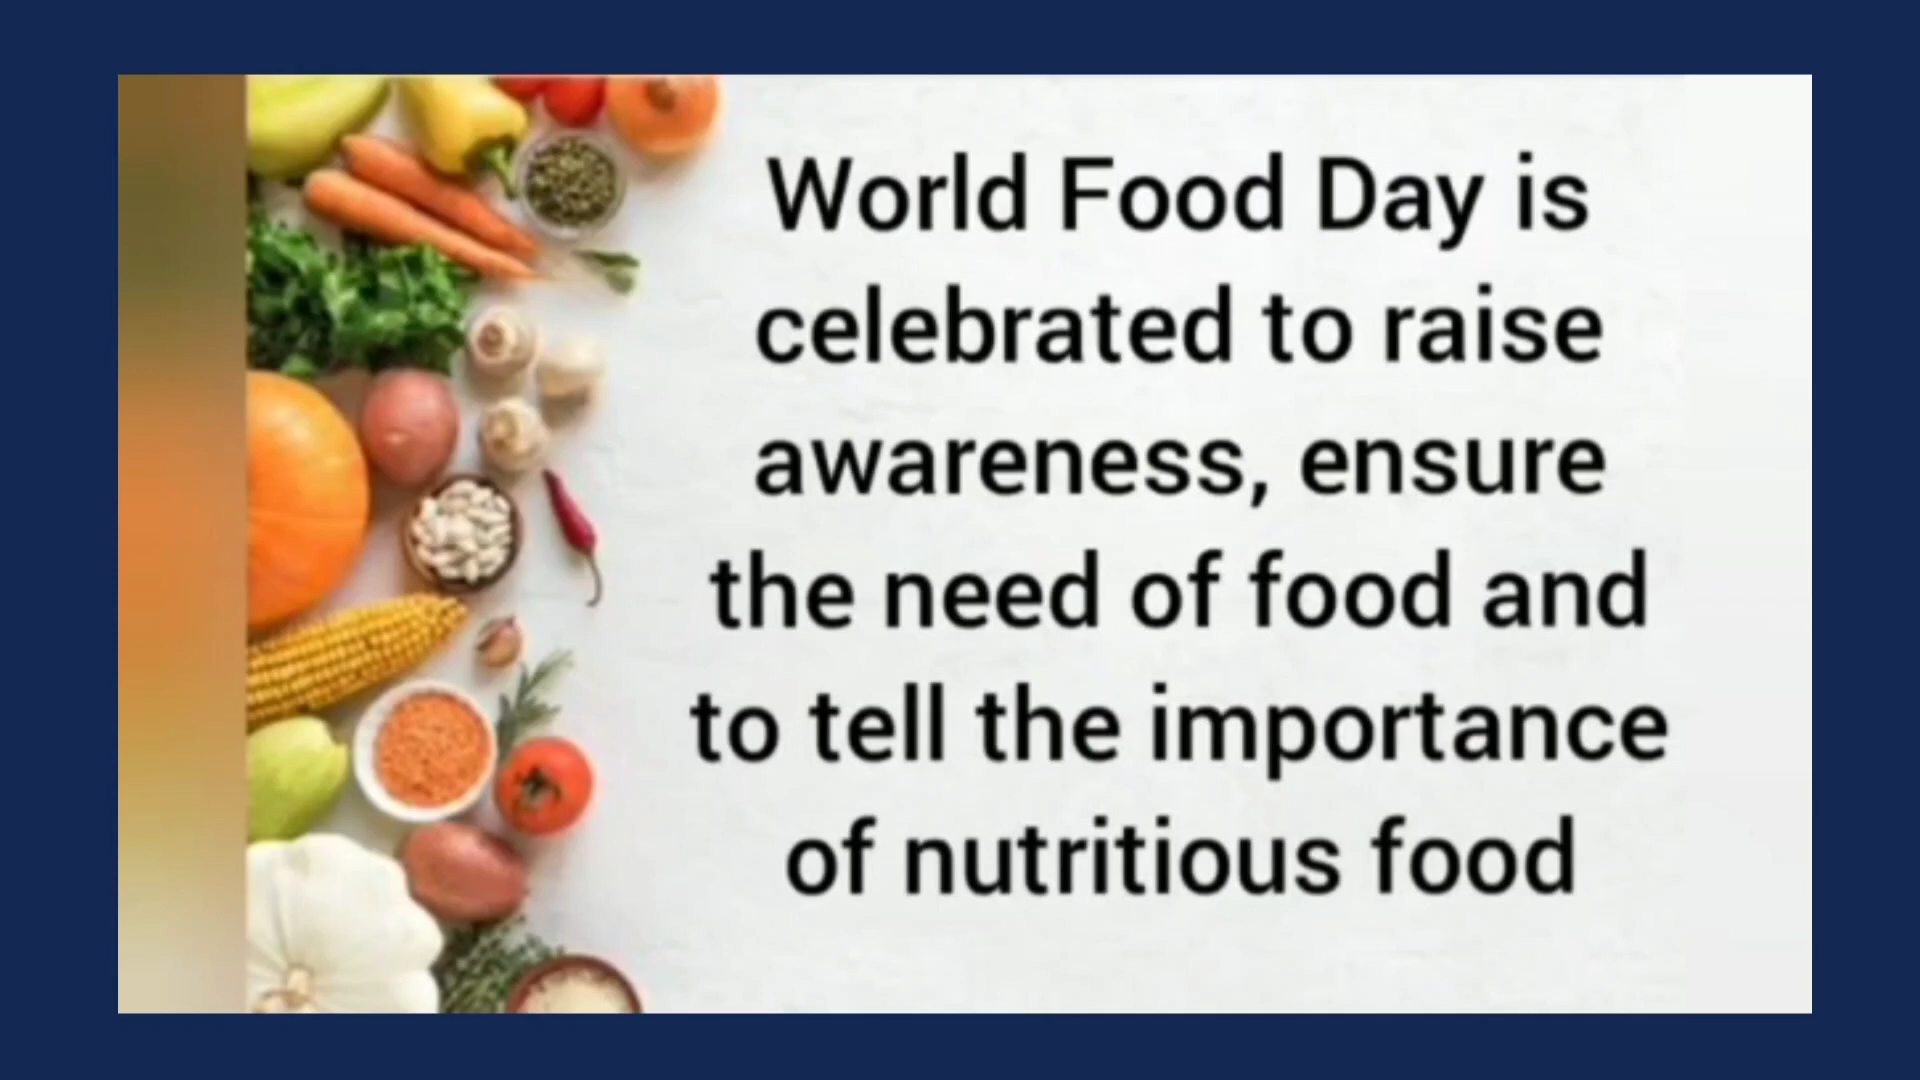 World Food Day is
celebrated to raise
awareness, ensure
the need of food and
to tell the importance
of nutritious food